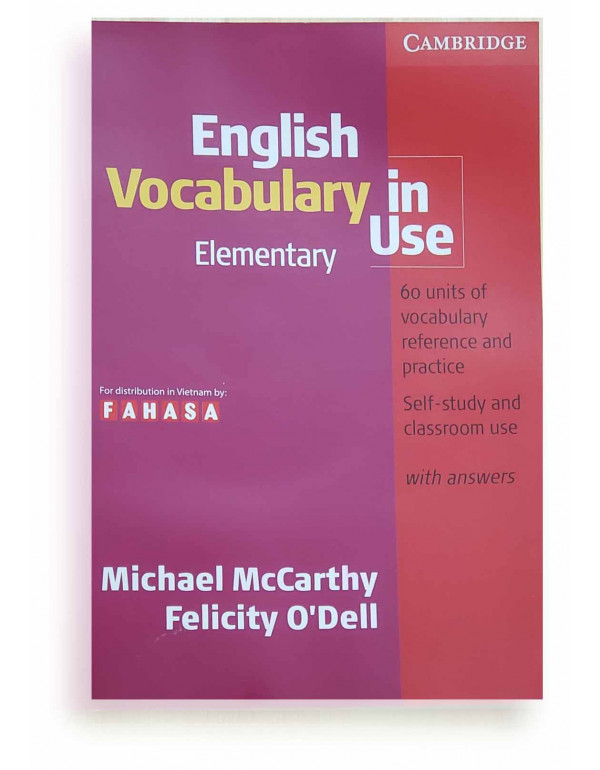 CAMBRIDGE
English
Vocabulary in
Use
Elementary
60 units of
vocabulary
reference and
practice
Self-study and
classroom use
with answers
For distribution in Vietnam by:
FAHASA
Michael McCarthy
Felicity O'Dell